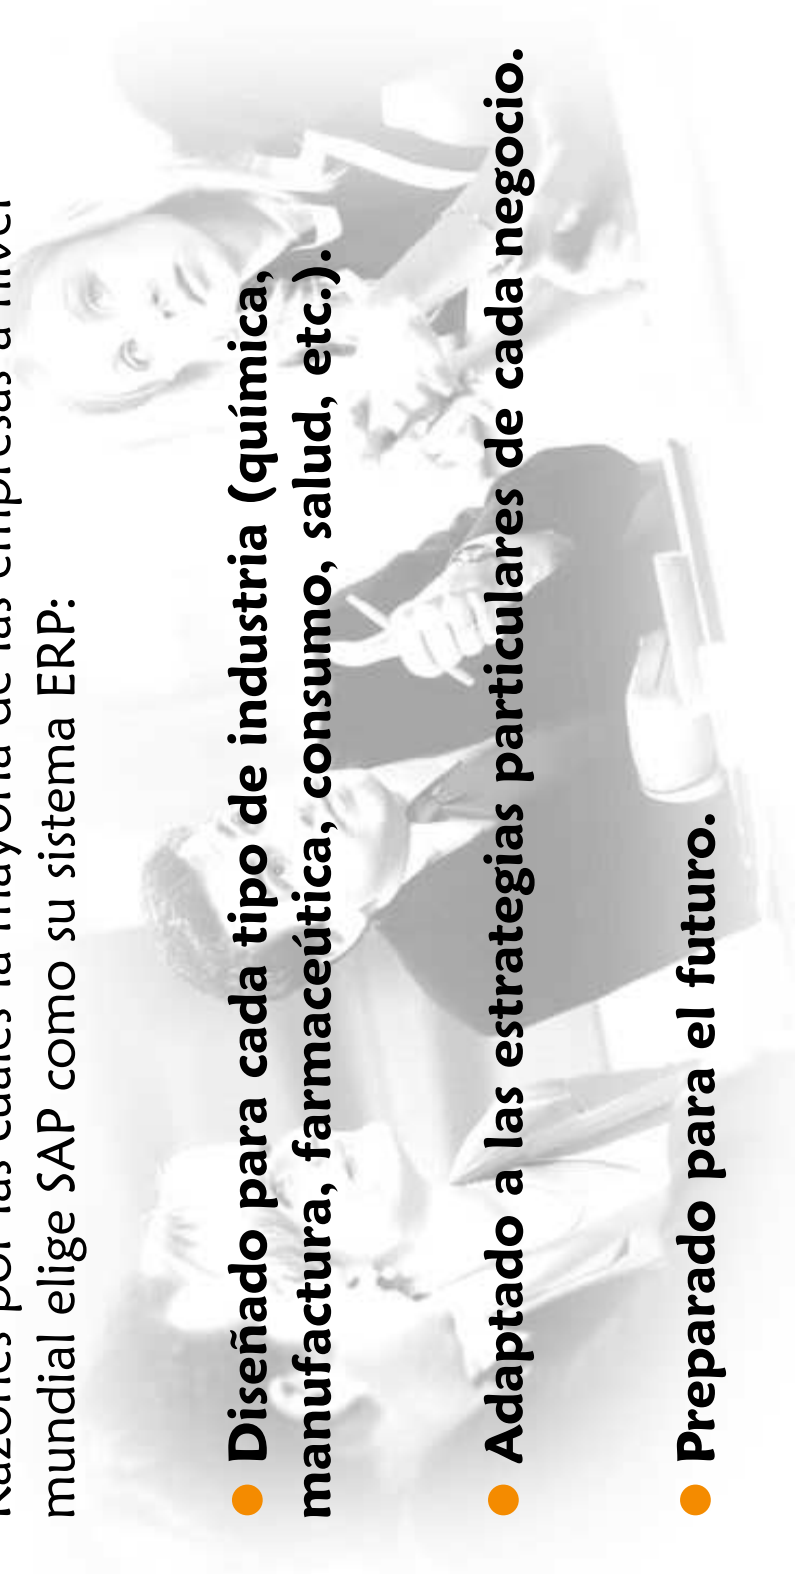 Razones por las cuales la mayoría de las empresas a nivel
mundial elige SAP como su sistema ERP:
Diseñado para cada tipo de industria (química,
manufactura, farmaceútica, consumo, salud, etc.).
Adaptado a las estrategias particulares de cada negocio.
Preparado para el futuro.